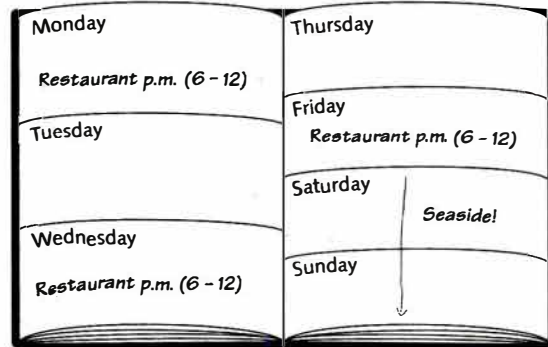 Monday
Restaurant p.m. (6 - 12)
Tuesday
Wednesday
Restaurant p.m. (6 - 12)
Thursday
Friday
Restaurant p.m. (6 - 12)
Saturday
Seaside!
Sunday